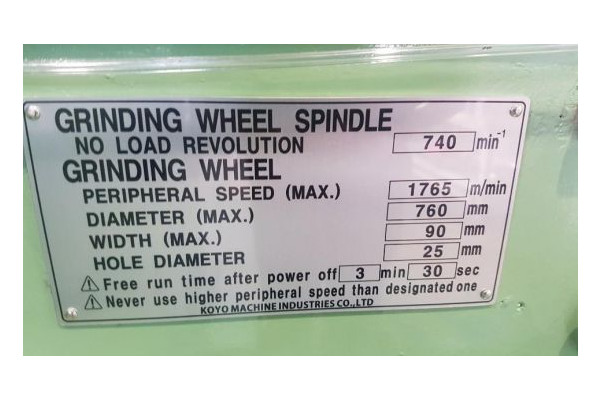 GRINDING WHEEL SPINDLE
NO LOAD REVOLUTION 740 min⁻¹
GRINDING WHEEL
PERIPHERAL SPEED (MAX.) 1765 m/min
DIAMETER (MAX.) 760 mm
WIDTH (MAX.) 90 mm
HOLE DIAMETER 25 mm
⚠ Free run time after power off 3 min 30 sec
⚠ Never use higher peripheral speed than designated one
KOYO MACHINE INDUSTRIES CO.,LTD